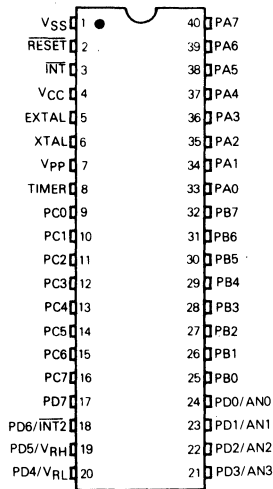 VSS 1 40 PA7
RESET 2 39 PA6
INT 3 38 PA5
VCC 4 37 PA4
EXTAL 5 36 PA3
XTAL 6 35 PA2
VPP 7 34 PA1
TIMER 8 33 PA0
PC0 9 32 PB7
PC1 10 31 PB6
PC2 11 30 PB5
PC3 12 29 PB4
PC4 13 28 PB3
PC5 14 27 PB2
PC6 15 26 PB1
PC7 16 25 PB0
PD7 17 24 PD0/AN0
PD6/INT2 18 23 PD1/AN1
PD5/VRH 19 22 PD2/AN2
PD4/VRL 20 21 PD3/AN3